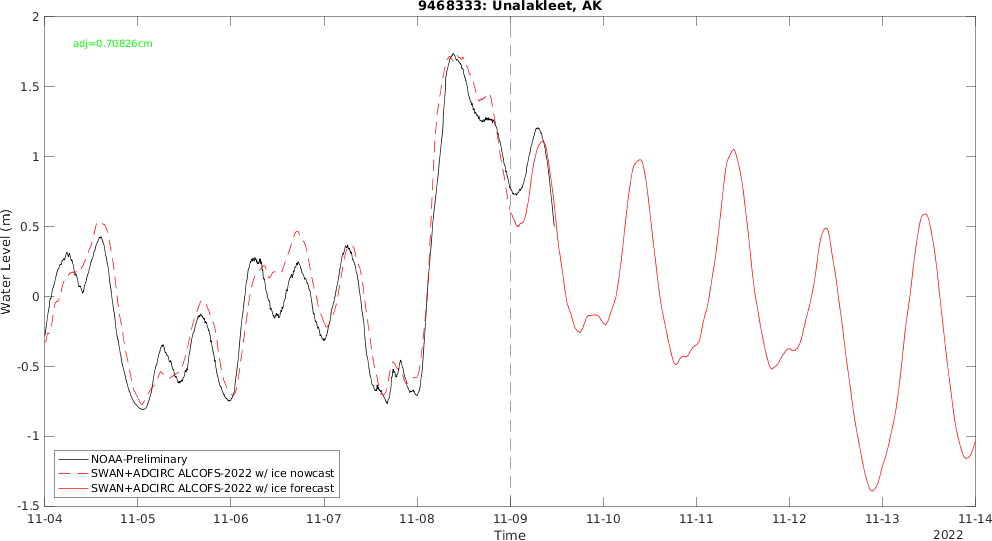 9468333: Unalakleet, AK
adj=0.70826cm
2
1.5
1
0.5
0
-0.5
-1
-1.5
Water Level (m)
NOAA-Preliminary
SWAN+ADCIRC ALCOFS-2022 w/ ice nowcast
SWAN+ADCIRC ALCOFS-2022 w/ ice forecast
11-04 11-05 11-06 11-07 11-08 11-09 11-10 11-11 11-12 11-13 11-14
Time
2022